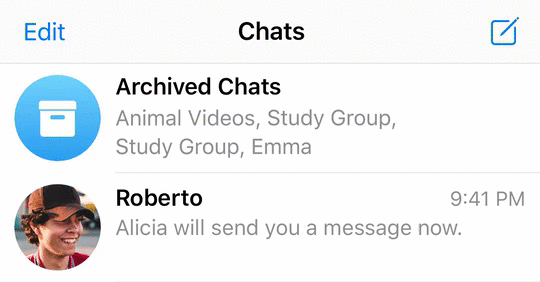 Edit
Chats
Archived Chats
Animal Videos, Study Group,
Study Group, Emma
Roberto
9:41 PM
Alicia will send you a message now.